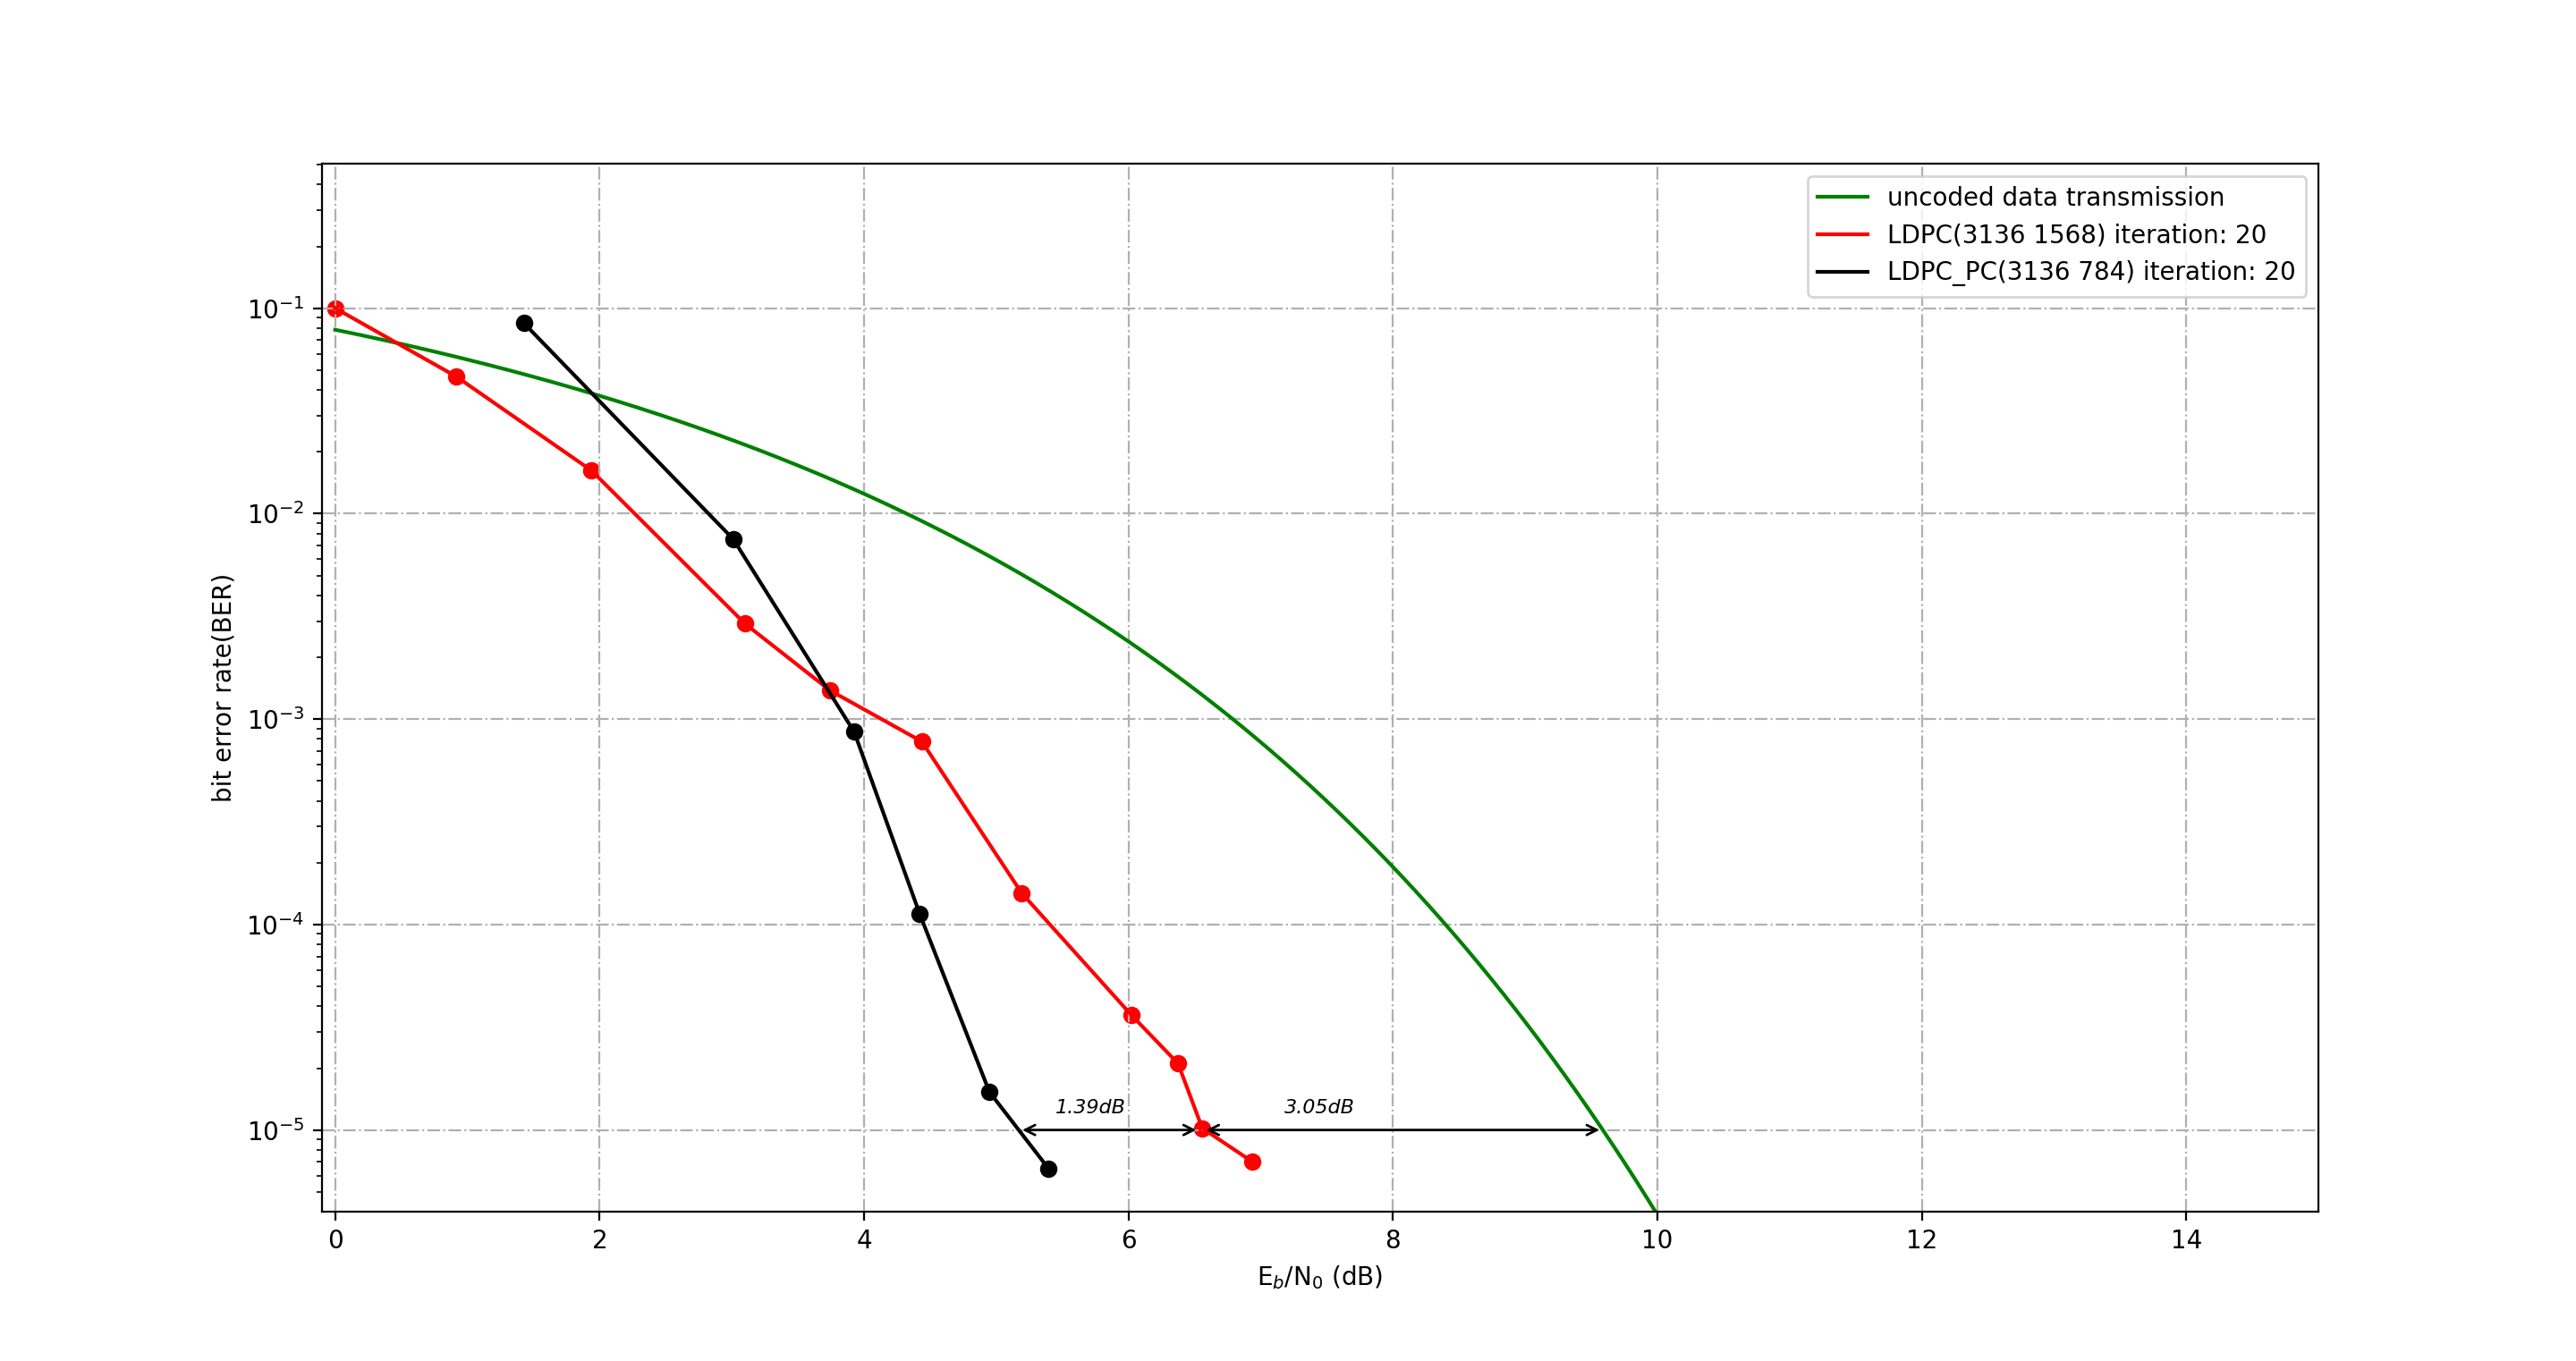 uncoded data transmission
LDPC(3136 1568) iteration: 20
LDPC_PC(3136 784) iteration: 20
bit error rate(BER)
10⁻¹
10⁻²
10⁻³
10⁻⁴
10⁻⁵
1.39dB
3.05dB
0 2 4 6 8 10 12 14
E_b/N₀ (dB)